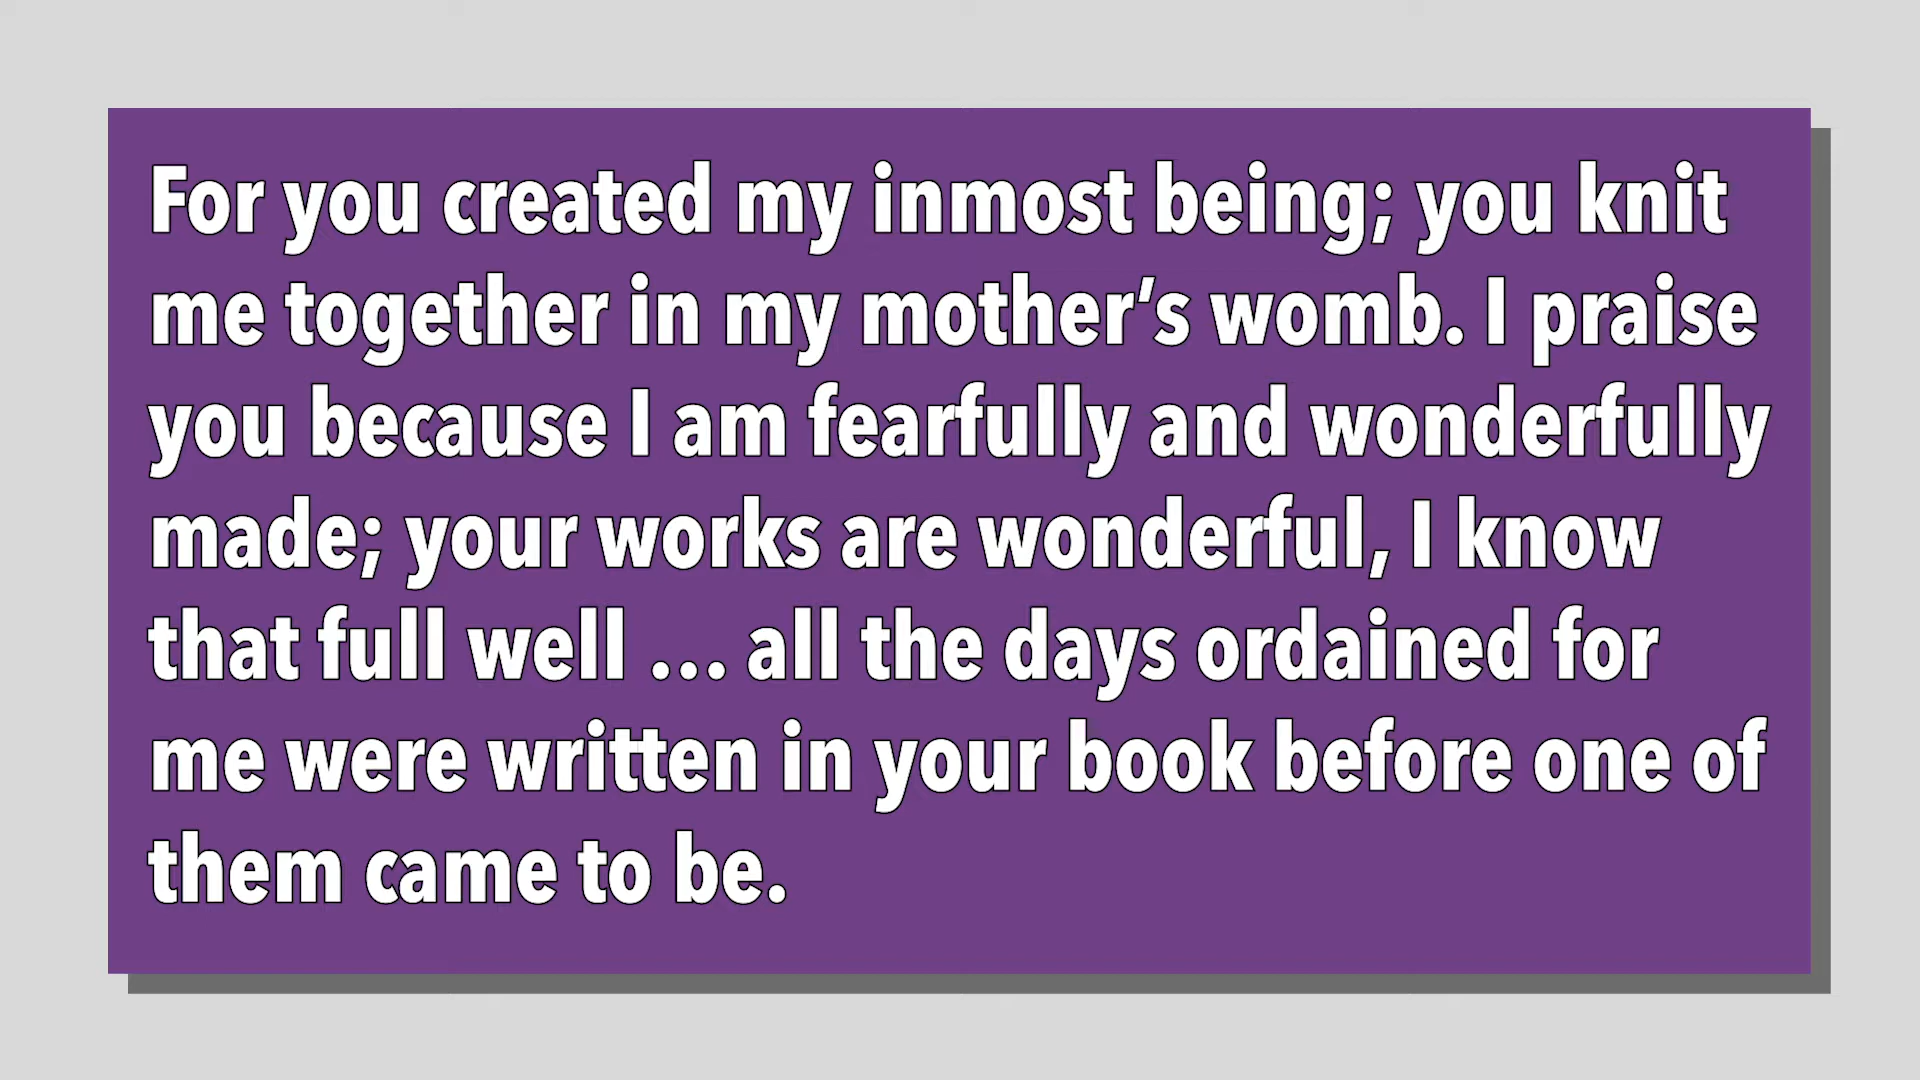 For you created my inmost being; you knit
me together in my mother’s womb. I praise
you because I am fearfully and wonderfully
made; your works are wonderful, I know
that full well … all the days ordained for
me were written in your book before one of
them came to be.